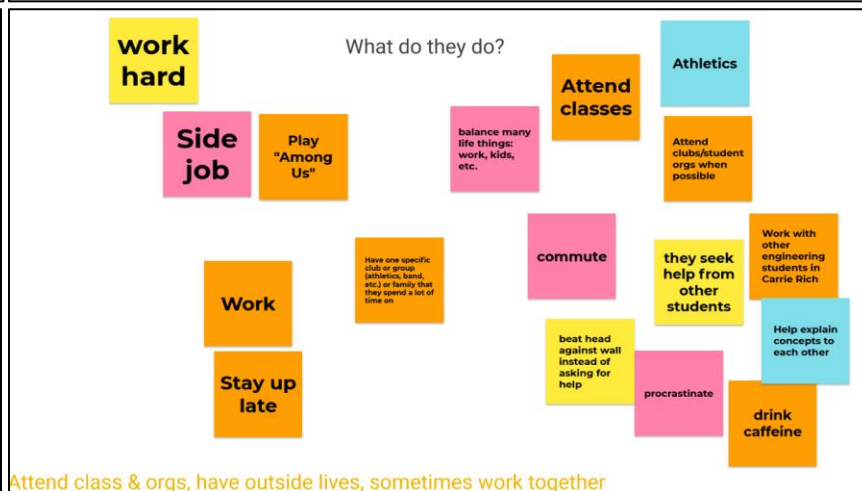 What do they do?
work
hard
Side
job
Play
"Among
Us"
balance many
life things:
work, kids,
etc.
Attend
classes
Athletics
Attend
clubs/student
orgs when
possible
Work
Stay up
late
Have one specific
club or group
(athletics, band,
etc.) or family that
they spend a lot of
time on
commute
they seek
help from
other
students
Work with
other
engineering
students in
Carrie Rich
Help explain
concepts to
each other
beat head
against wall
instead of
asking for
help
procrastinate
drink
caffeine
Attend class & orgs, have outside lives, sometimes work together